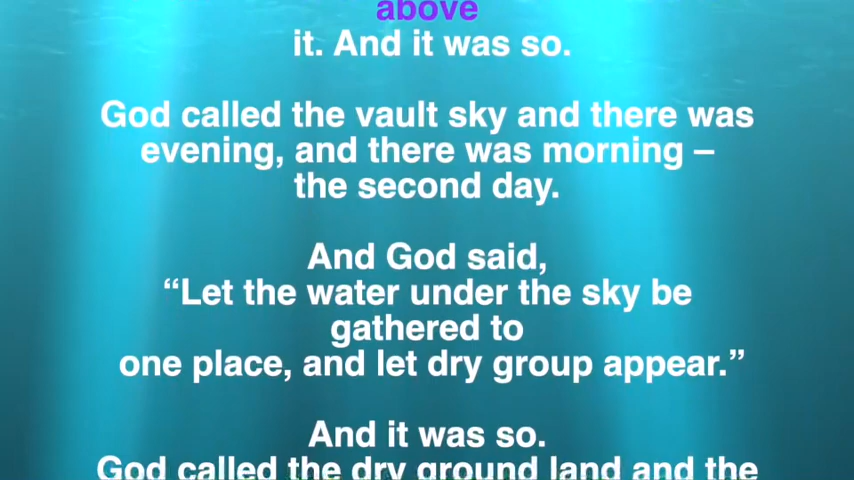 above
it. And it was so.
God called the vault sky and there was
evening, and there was morning –
the second day.
And God said,
“Let the water under the sky be
gathered to
one place, and let dry group appear.”
And it was so.
God called the dry ground land and the